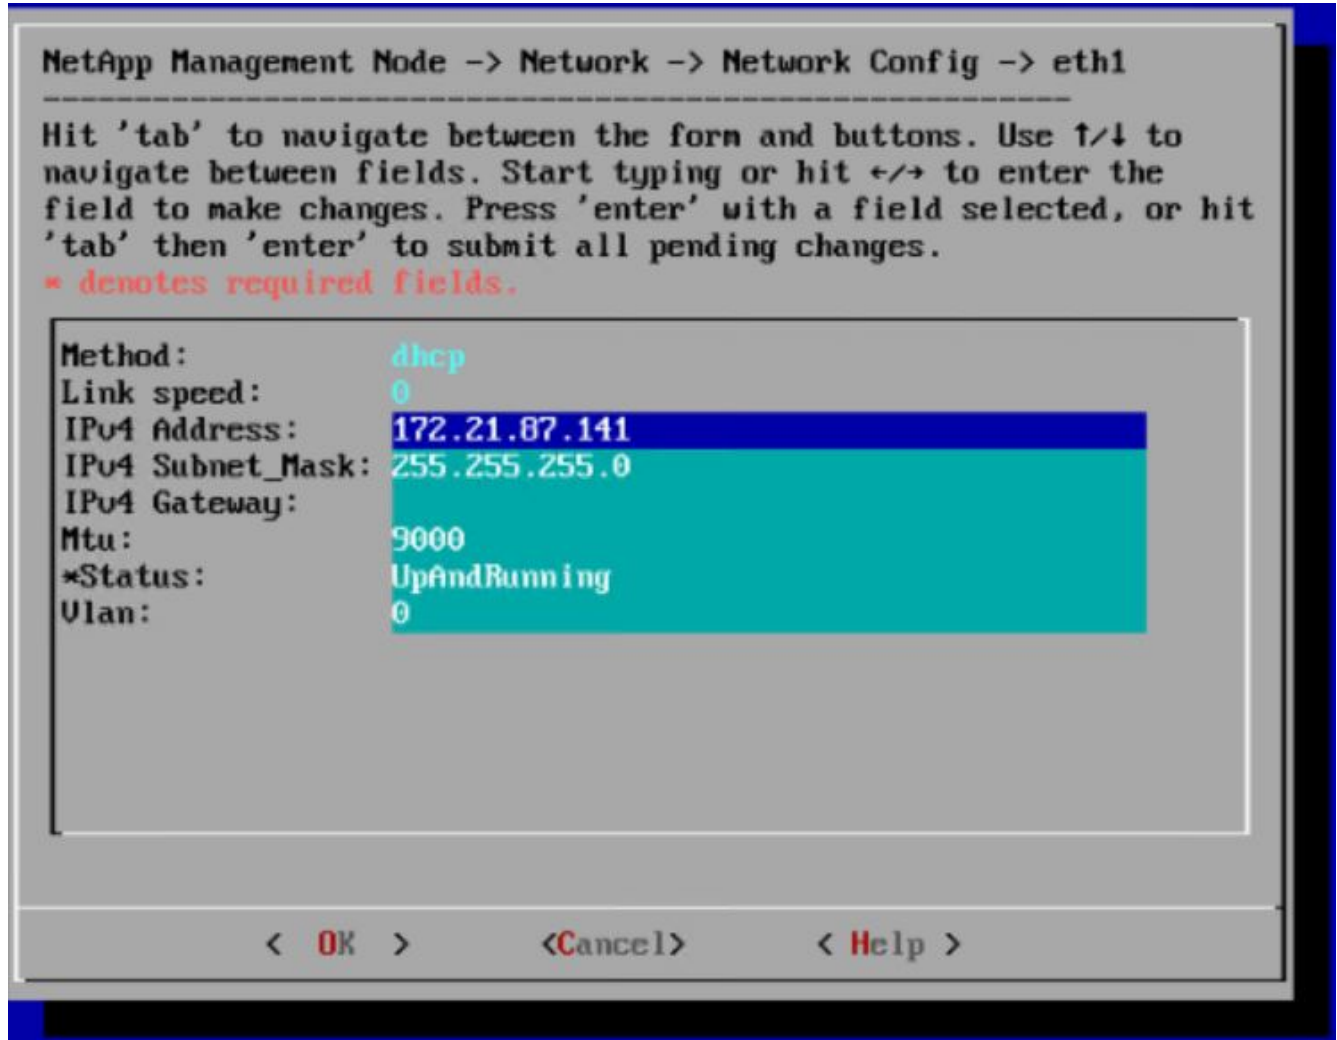 NetApp Management Node -> Network -> Network Config -> eth1
--------------------------------------------------------
Hit 'tab' to navigate between the form and buttons. Use ↑/↓ to
navigate between fields. Start typing or hit ←/→ to enter the
field to make changes. Press 'enter' with a field selected, or hit
'tab' then 'enter' to submit all pending changes.
* denotes required fields.
Method: dhcp
Link speed: 0
IPv4 Address: 172.21.87.141
IPv4 Subnet_Mask: 255.255.255.0
IPv4 Gateway:
Mtu: 9000
*Status: UpAndRunning
Vlan: 0
< OK > <Cancel> < Help >